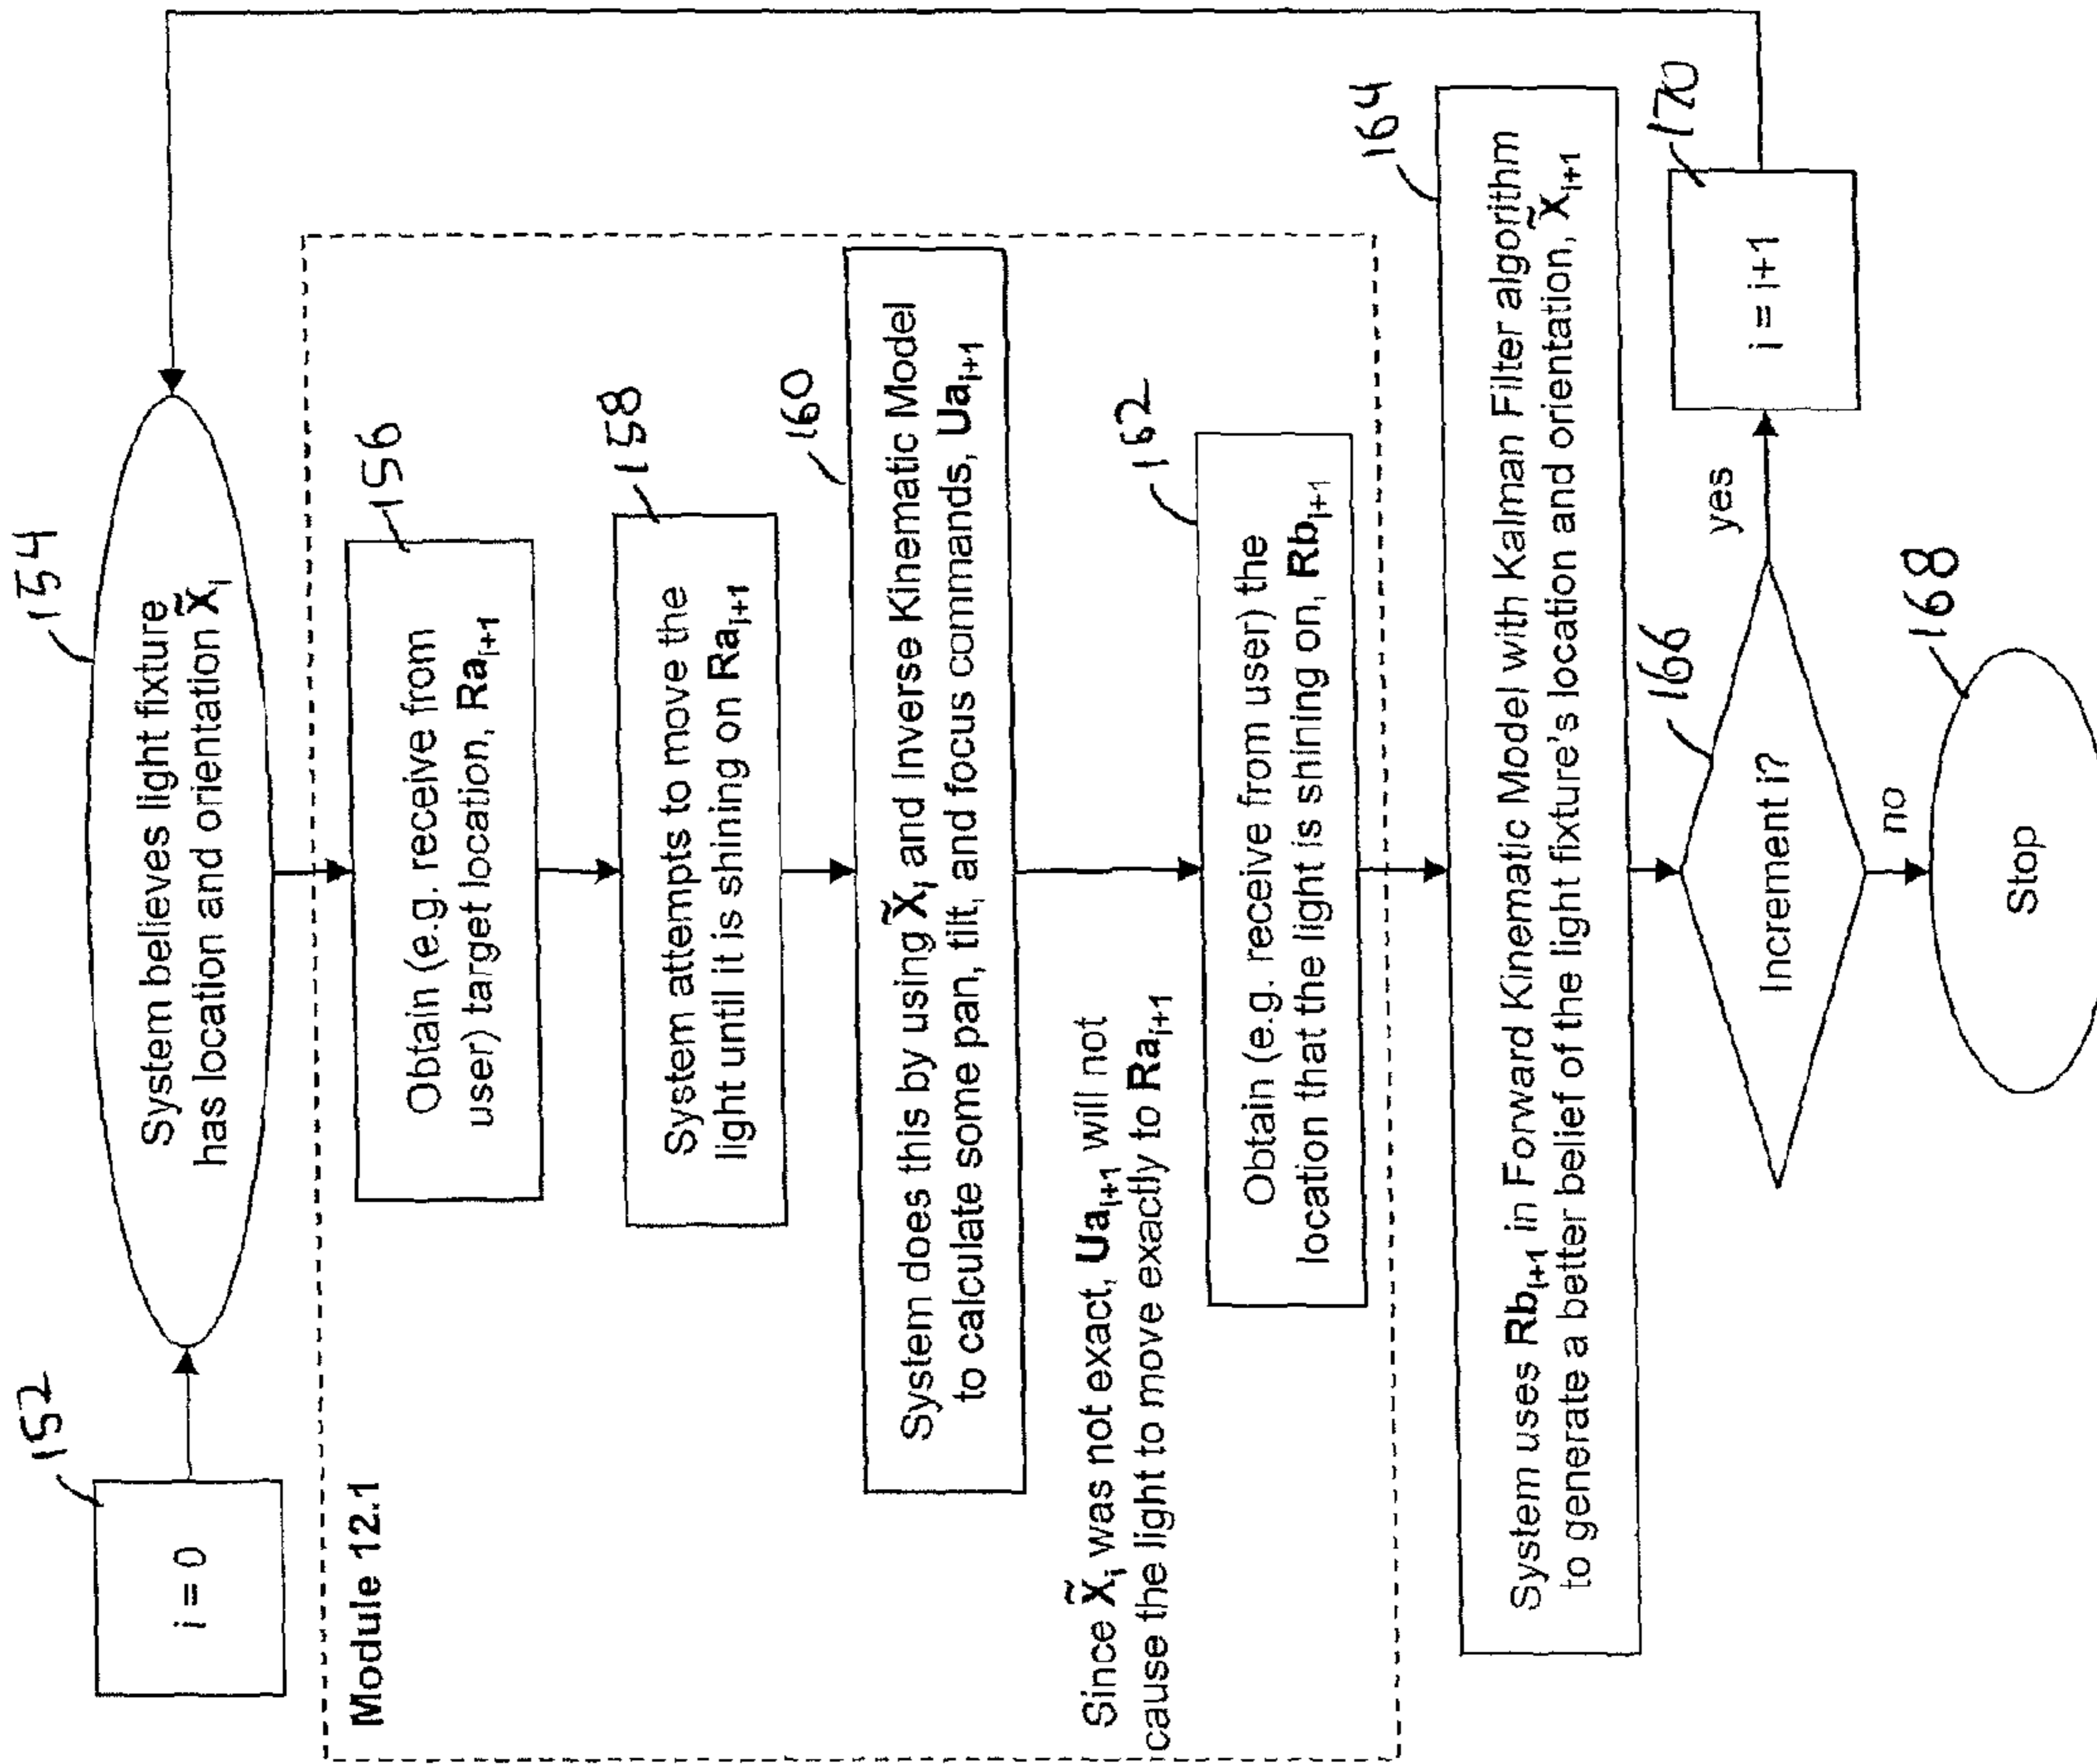 152
i = 0
154
System believes light fixture
has location and orientation X̃ᵢ
Module 12.1
156
Obtain (e.g. receive from
user) target location, Raᵢ₊₁
158
System attempts to move the
light until it is shining on Raᵢ₊₁
160
System does this by using X̃ᵢ and Inverse Kinematic Model
to calculate some pan, tilt, and focus commands, Uaᵢ₊₁
Since X̃ᵢ was not exact, Uaᵢ₊₁ will not
cause the light to move exactly to Raᵢ₊₁
162
Obtain (e.g. receive from user) the
location that the light is shining on, Rbᵢ₊₁
164
System uses Rbᵢ₊₁ in Forward Kinematic Model with Kalman Filter algorithm
to generate a better belief of the light fixture's location and orientation, X̃ᵢ₊₁
166
Increment i?
yes
170
i = i+1
no
168
Stop